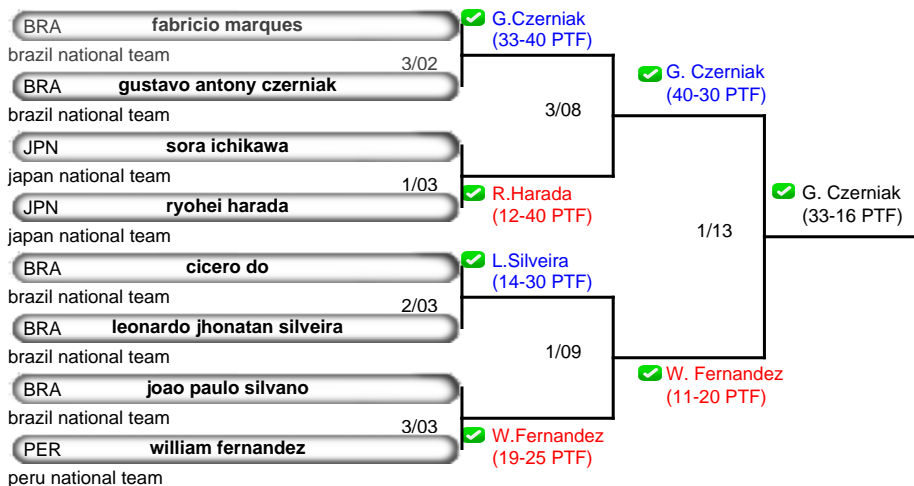 BRA fabricio marques
G.Czerniak
(33-40 PTF)
brazil national team
3/02
G. Czerniak
(40-30 PTF)
BRA gustavo antony czerniak
brazil national team
3/08
JPN sora ichikawa
japan national team
1/03
R.Harada
(12-40 PTF)
G. Czerniak
(33-16 PTF)
JPN ryohei harada
japan national team
1/13
BRA cicero do
L.Silveira
(14-30 PTF)
brazil national team
2/03
BRA leonardo jhonatan silveira
brazil national team
1/09
BRA joao paulo silvano
W. Fernandez
(11-20 PTF)
brazil national team
3/03
W.Fernandez
(19-25 PTF)
PER william fernandez
peru national team